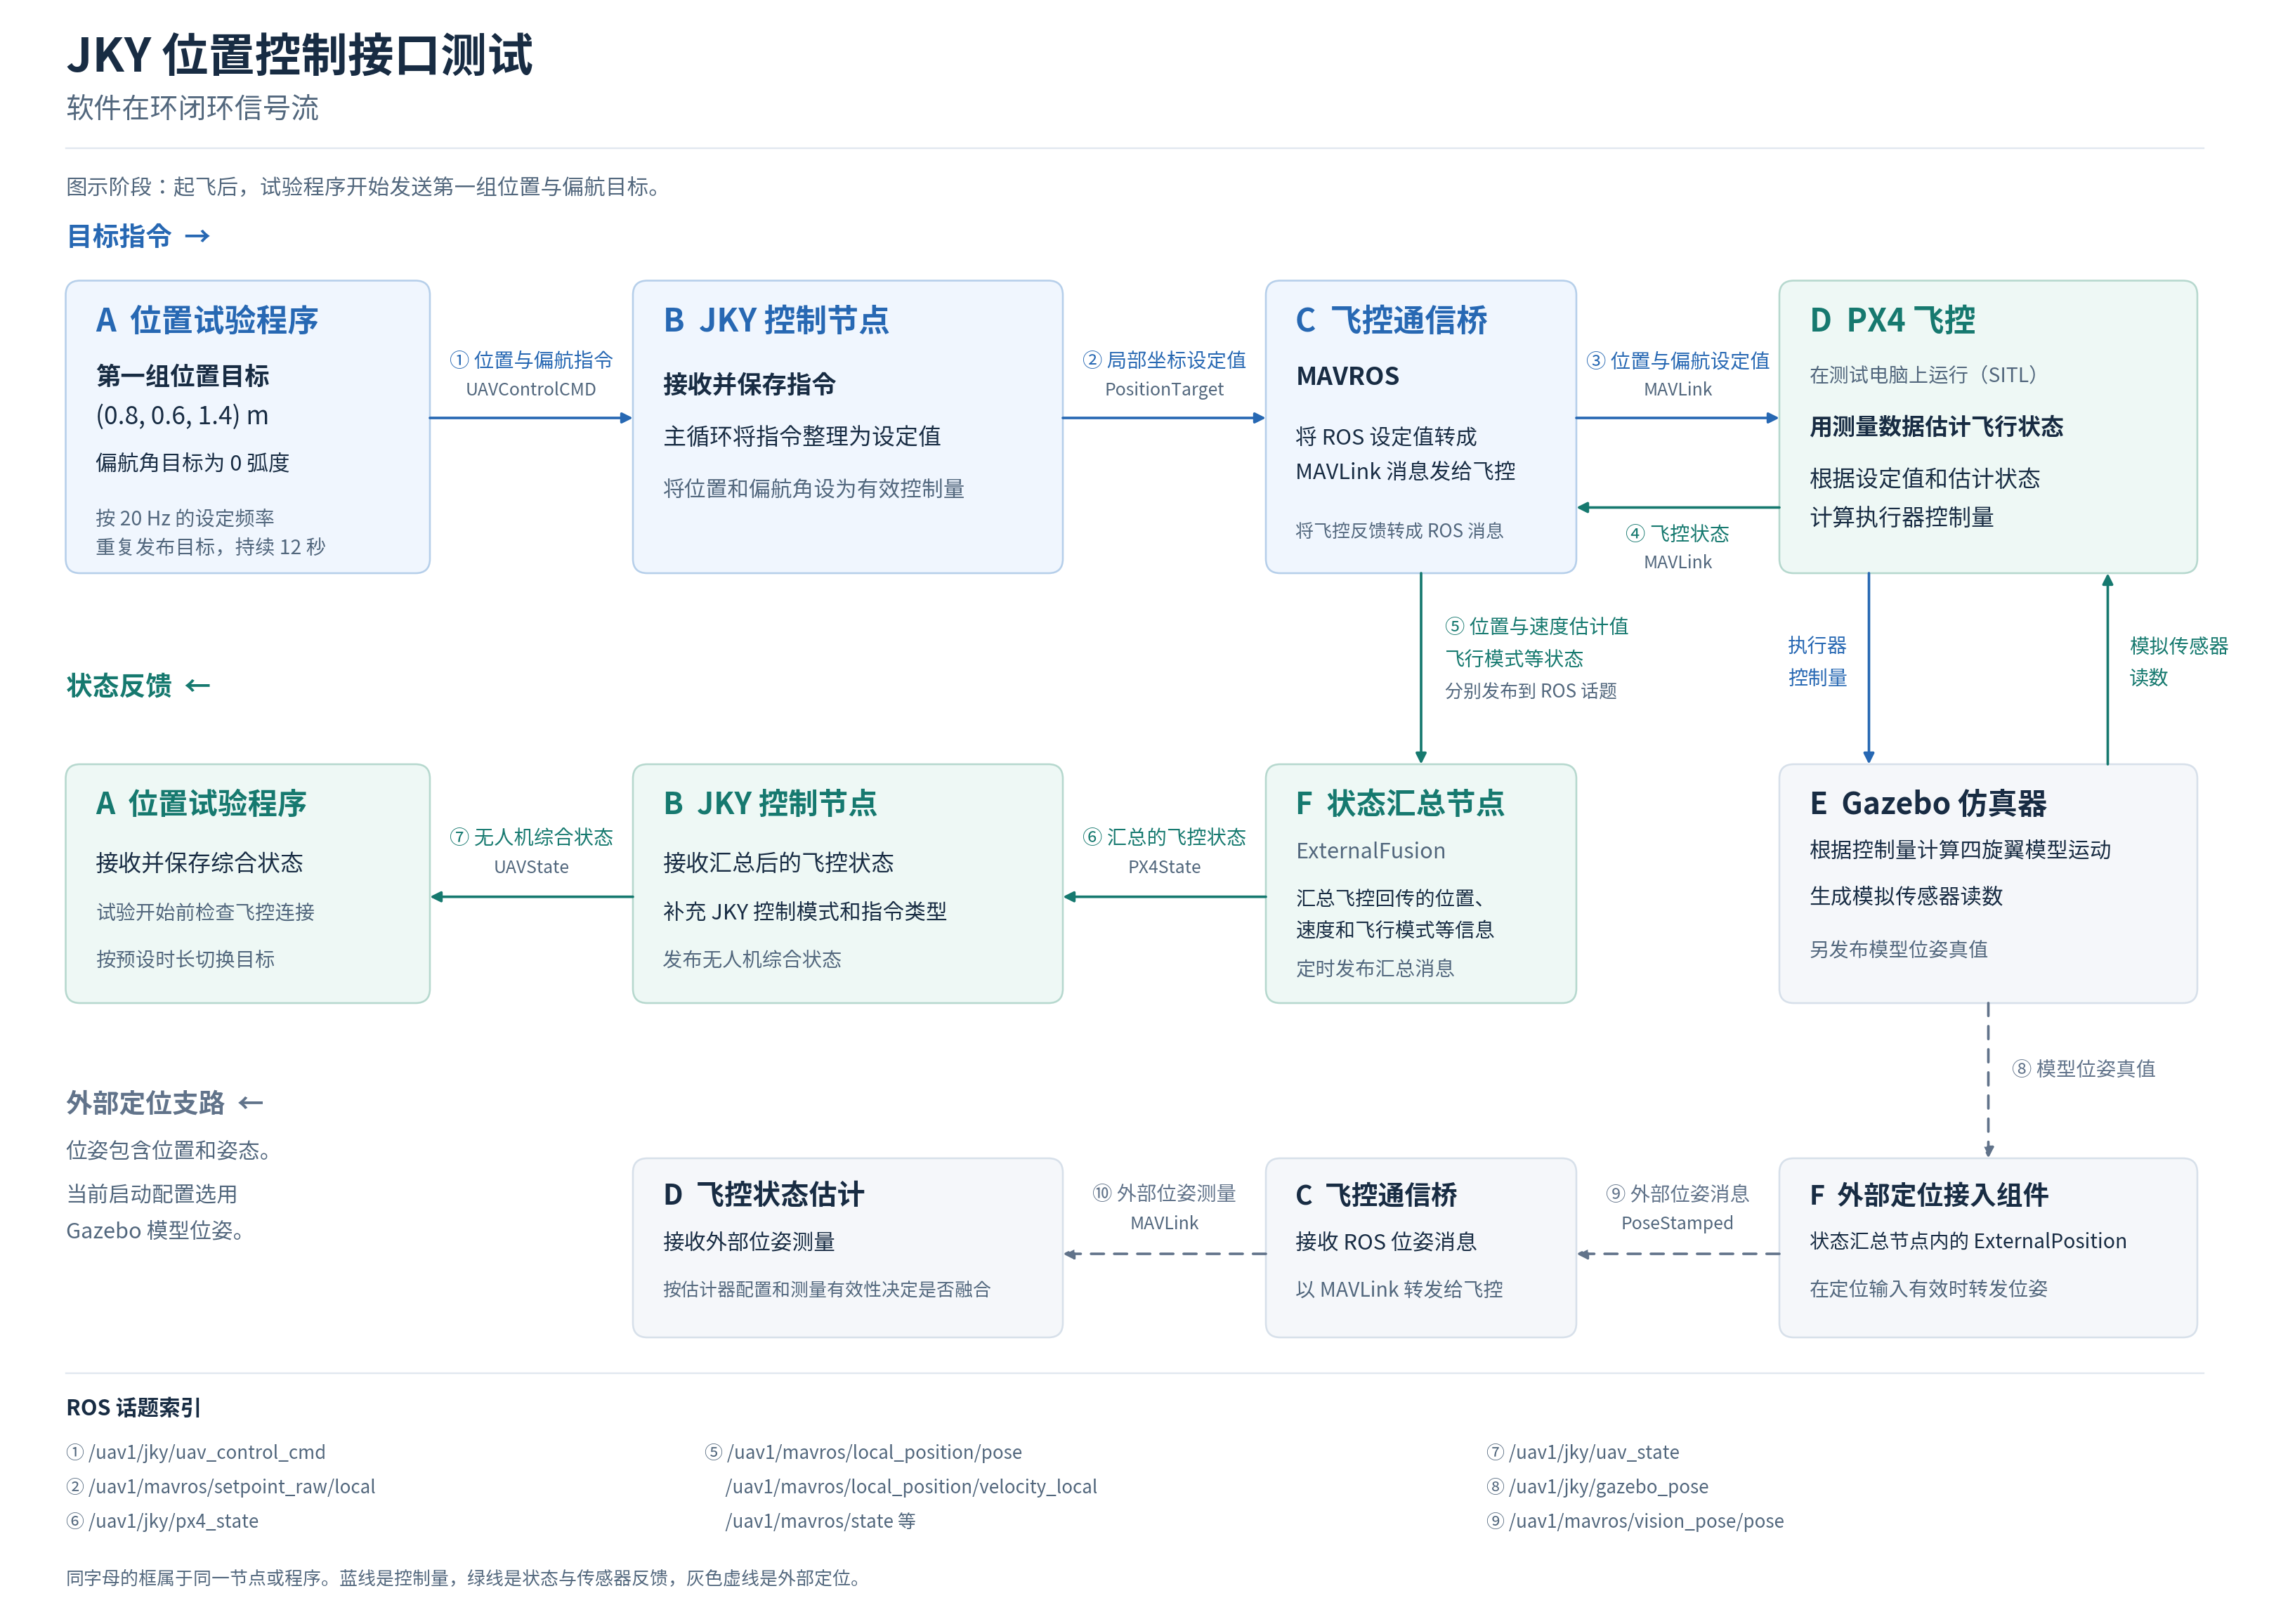 JKY 位置控制接口测试
软件在环闭环信号流
图示阶段：起飞后，试验程序开始发送第一组位置与偏航目标。
目标指令 →
A 位置试验程序
第一组位置目标
(0.8, 0.6, 1.4) m
偏航角目标为 0 弧度
按 20 Hz 的设定频率
重复发布目标，持续 12 秒
① 位置与偏航指令
UAVControlCMD
B JKY 控制节点
接收并保存指令
主循环将指令整理为设定值
将位置和偏航角设为有效控制量
② 局部坐标设定值
PositionTarget
C 飞控通信桥
MAVROS
将 ROS 设定值转成
MAVLink 消息发给飞控
将飞控反馈转成 ROS 消息
③ 位置与偏航设定值
MAVLink
④ 飞控状态
MAVLink
D PX4 飞控
在测试电脑上运行（SITL）
用测量数据估计飞行状态
根据设定值和估计状态
计算执行器控制量
⑤ 位置与速度估计值
飞行模式等状态
分别发布到 ROS 话题
执行器
控制量
模拟传感器
读数
状态反馈 ←
A 位置试验程序
接收并保存综合状态
试验开始前检查飞控连接
按预设时长切换目标
⑦ 无人机综合状态
UAVState
B JKY 控制节点
接收汇总后的飞控状态
补充 JKY 控制模式和指令类型
发布无人机综合状态
⑥ 汇总的飞控状态
PX4State
F 状态汇总节点
ExternalFusion
汇总飞控回传的位置、
速度和飞行模式等信息
定时发布汇总消息
E Gazebo 仿真器
根据控制量计算四旋翼模型运动
生成模拟传感器读数
另发布模型位姿真值
⑧ 模型位姿真值
外部定位支路 ←
位姿包含位置和姿态。
当前启动配置选用
Gazebo 模型位姿。
D 飞控状态估计
接收外部位姿测量
按估计器配置和测量有效性决定是否融合
⑩ 外部位姿测量
MAVLink
C 飞控通信桥
接收 ROS 位姿消息
以 MAVLink 转发给飞控
⑨ 外部位姿消息
PoseStamped
F 外部定位接入组件
状态汇总节点内的 ExternalPosition
在定位输入有效时转发位姿
ROS 话题索引
① /uav1/jky/uav_control_cmd
② /uav1/mavros/setpoint_raw/local
⑥ /uav1/jky/px4_state
⑤ /uav1/mavros/local_position/pose
/uav1/mavros/local_position/velocity_local
/uav1/mavros/state 等
⑦ /uav1/jky/uav_state
⑧ /uav1/jky/gazebo_pose
⑨ /uav1/mavros/vision_pose/pose
同字母的框属于同一节点或程序。蓝线是控制量，绿线是状态与传感器反馈，灰色虚线是外部定位。